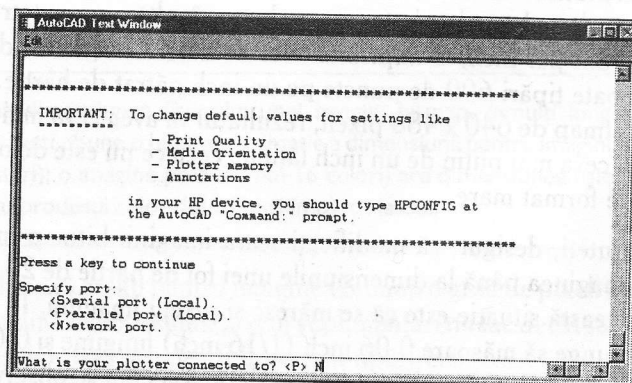 AutoCAD Text Window
Edit
************************************************************
IMPORTANT: To change default values for settings like
- Print Quality
- Media Orientation
- Plotter memory
- Annotations
in your HP device, you should type HPCONFIG at
the AutoCAD "Command:" prompt.
************************************************************
Press a key to continue
Specify port:
<S>erial port (Local).
<P>arallel port (Local).
<N>etwork port.
What is your plotter connected to? <P> N